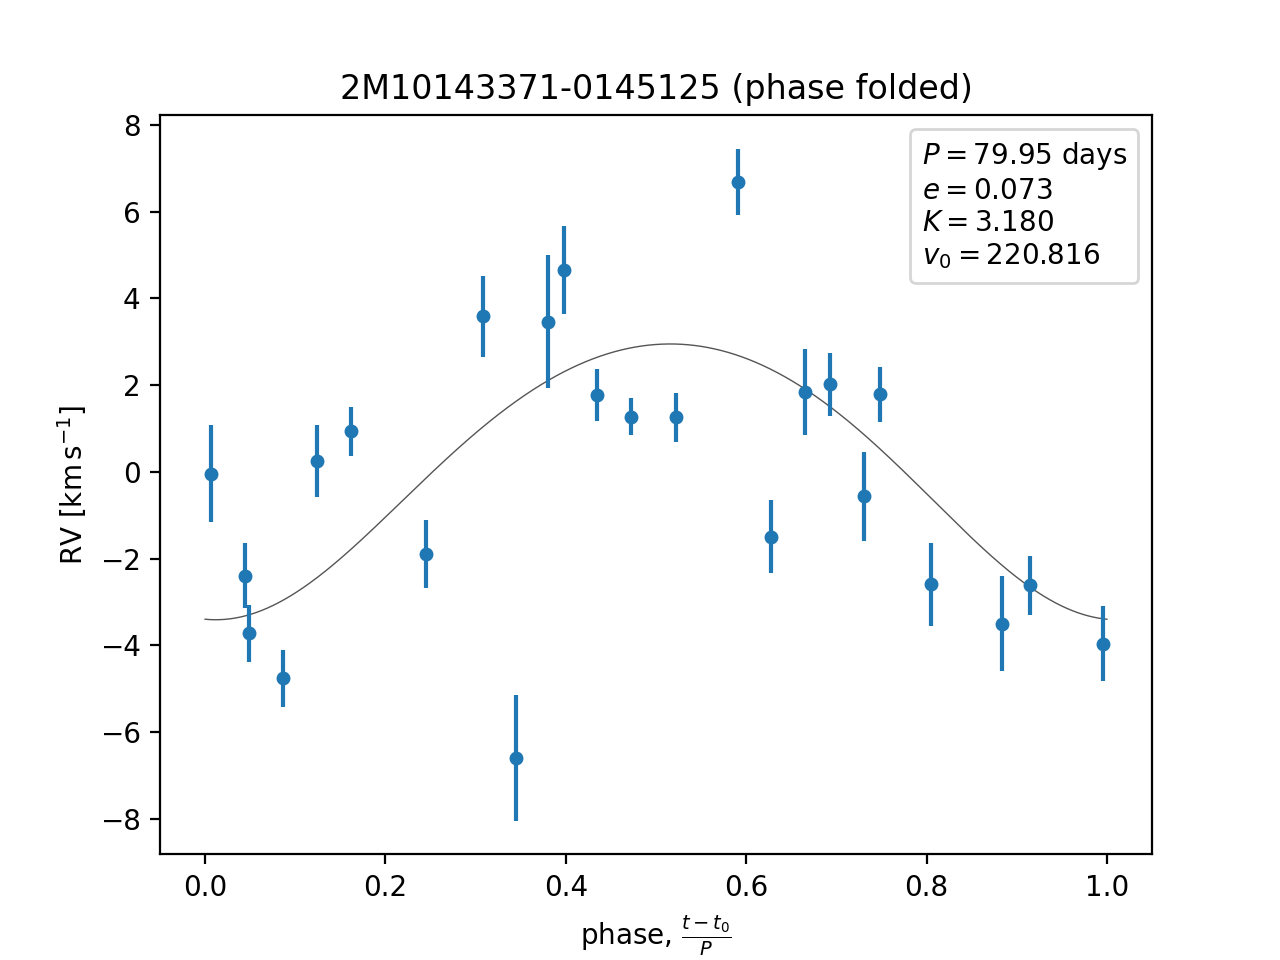 2M10143371-0145125 (phase folded)
P = 79.95 days
e = 0.073
K = 3.180
v₀ = 220.816
RV [km s⁻¹]
8
6
4
2
0
−2
−4
−6
−8
0.0 0.2 0.4 0.6 0.8 1.0
phase, (t − t₀)/P